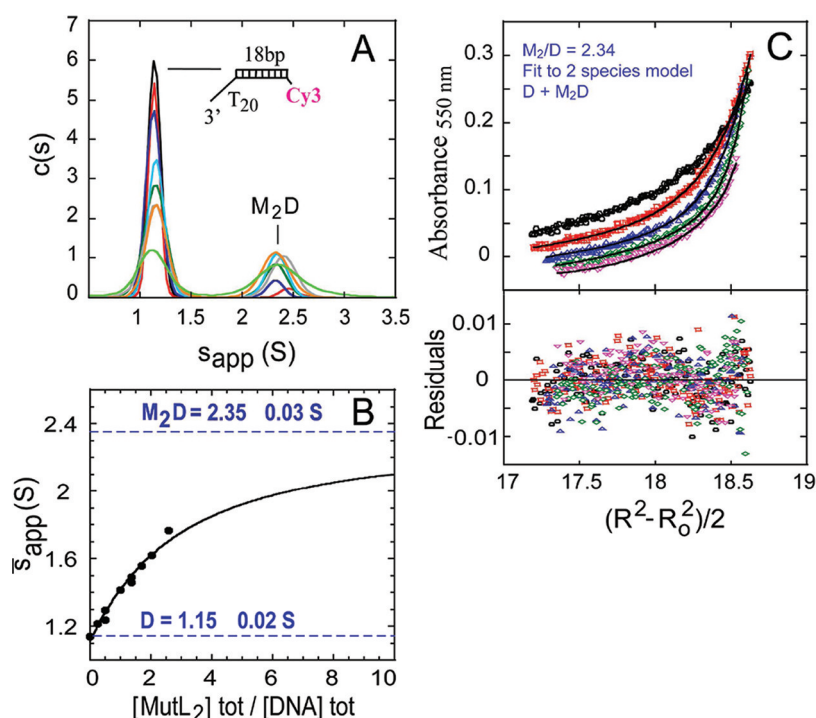 A
7
6
5
4
3
2
1
0
c(s)
18bp
T20
3'
Cy3
M2D
0.5 1 1.5 2 2.5 3 3.5
sapp (S)
B
M2D = 2.35 0.03 S
2.4
2
1.6
1.2
s̅app (S)
D = 1.15 0.02 S
0 2 4 6 8 10
[MutL2] tot / [DNA] tot
C
M2/D = 2.34
Fit to 2 species model
D + M2D
0.3
0.2
0.1
0
Absorbance 550 nm
0.01
0
-0.01
Residuals
17 17.5 18 18.5 19
(R2-Ro2)/2